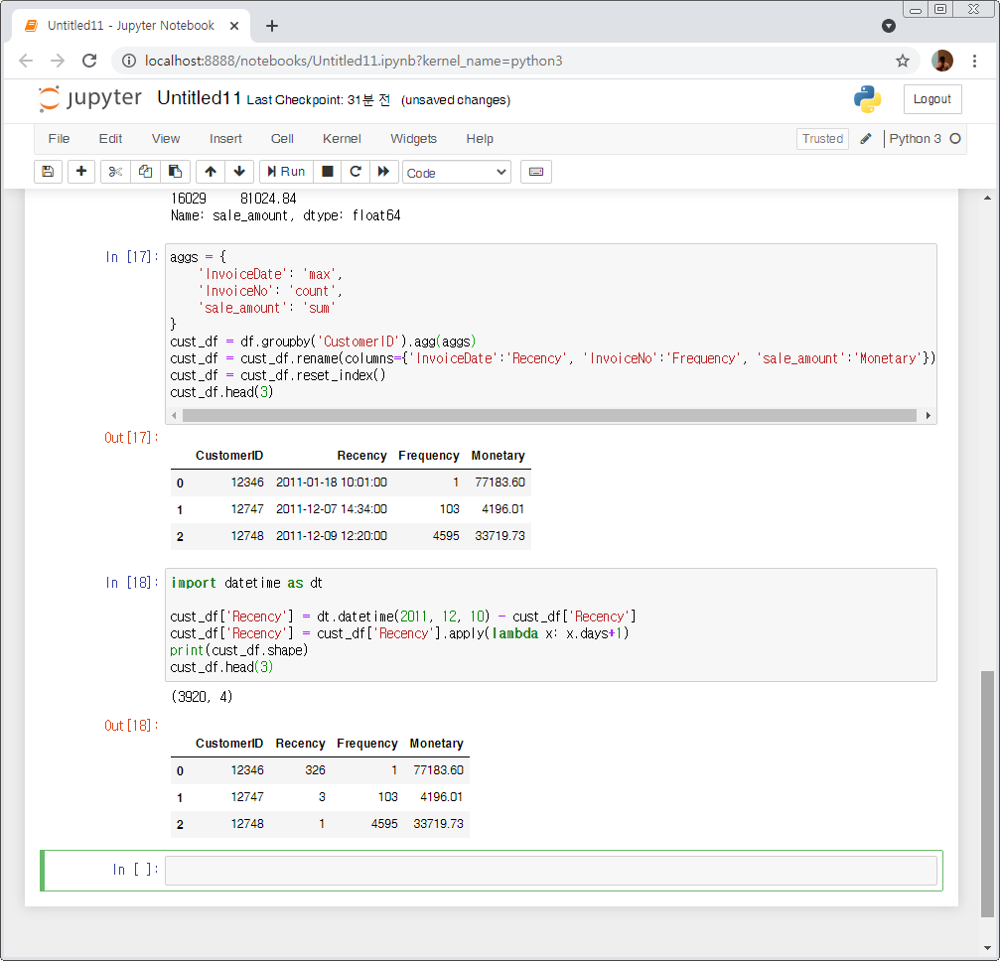 Untitled11 - Jupyter Notebook
localhost:8888/notebooks/Untitled11.ipynb?kernel_name=python3
jupyter Untitled11 Last Checkpoint: 31분 전 (unsaved changes) Logout
File Edit View Insert Cell Kernel Widgets Help Trusted Python 3
Run Code
16029 81024.84
Name: sale_amount, dtype: float64
In [17]: aggs = {
'InvoiceDate': 'max',
'InvoiceNo': 'count',
'sale_amount': 'sum'
}
cust_df = df.groupby('CustomerID').agg(aggs)
cust_df = cust_df.rename(columns={'InvoiceDate':'Recency', 'InvoiceNo':'Frequency', 'sale_amount':'Monetary'})
cust_df = cust_df.reset_index()
cust_df.head(3)
Out[17]:
CustomerID Recency Frequency Monetary
0 12346 2011-01-18 10:01:00 1 77183.60
1 12747 2011-12-07 14:34:00 103 4196.01
2 12748 2011-12-09 12:20:00 4595 33719.73
In [18]: import datetime as dt
cust_df['Recency'] = dt.datetime(2011, 12, 10) - cust_df['Recency']
cust_df['Recency'] = cust_df['Recency'].apply(lambda x: x.days+1)
print(cust_df.shape)
cust_df.head(3)
(3920, 4)
Out[18]:
CustomerID Recency Frequency Monetary
0 12346 326 1 77183.60
1 12747 3 103 4196.01
2 12748 1 4595 33719.73
In [ ]: